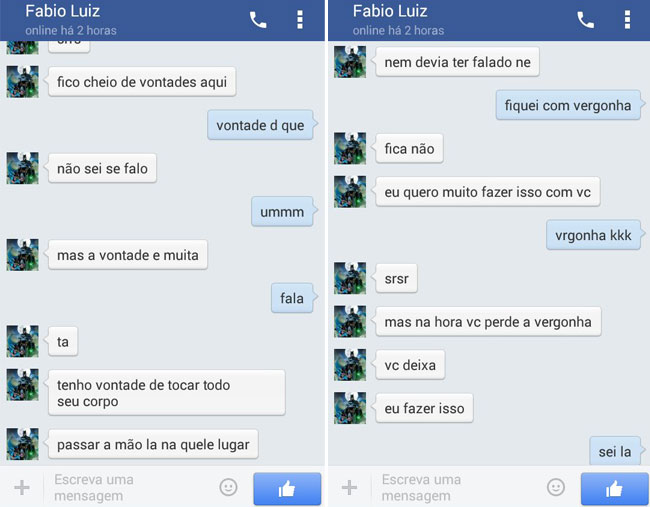 Fabio Luiz
online há 2 horas
fico cheio de vontades aqui
vontade d que
não sei se falo
ummm
mas a vontade e muita
fala
ta
tenho vontade de tocar todo
seu corpo
passar a mão la na quele lugar
Escreva uma
mensagem
Fabio Luiz
online há 2 horas
nem devia ter falado ne
fiquei com vergonha
fica não
eu quero muito fazer isso com vc
vrgonha kkk
srsr
mas na hora vc perde a vergonha
vc deixa
eu fazer isso
sei la
Escreva uma
mensagem